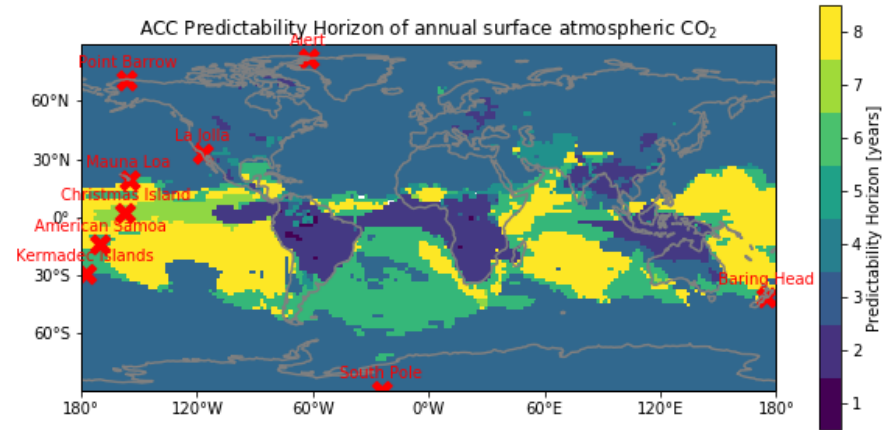 ACC Predictability Horizon of annual surface atmospheric CO₂
Alert
Point Barrow
60°N
La Jolla
30°N
Mauna Loa
Christmas Island
0°
American Samoa
Kermadec Islands
30°S
Baring Head
60°S
South Pole
180° 120°W 60°W 0°W 60°E 120°E 180°
8
7
6
5
4
3
2
1
Predictability Horizon [years]